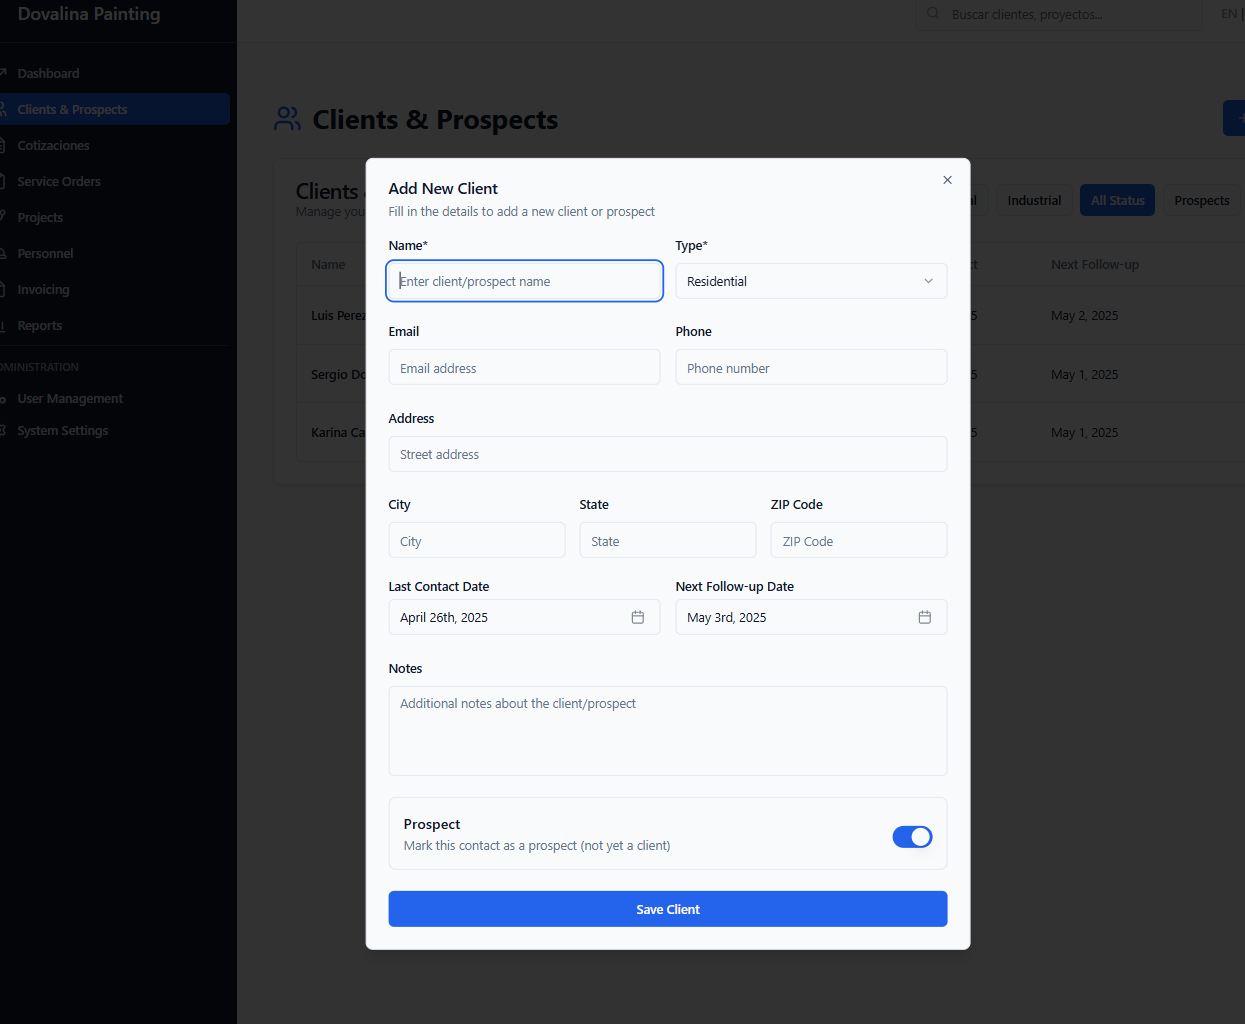 Dovalina Painting
Buscar clientes, proyectos...
EN |
Dashboard
Clients & Prospects
Cotizaciones
Service Orders
Projects
Personnel
Invoicing
Reports
User Management
System Settings
Clients & Prospects
Clients
Manage you
Industrial
All Status
Prospects
Name
Next Follow-up
Luis Perez
May 2, 2025
Sergio Do
May 1, 2025
Karina Ca
May 1, 2025
Add New Client
Fill in the details to add a new client or prospect
Name*
Type*
Enter client/prospect name
Residential
Email
Phone
Email address
Phone number
Address
Street address
City
State
ZIP Code
City
State
ZIP Code
Last Contact Date
Next Follow-up Date
April 26th, 2025
May 3rd, 2025
Notes
Additional notes about the client/prospect
Prospect
Mark this contact as a prospect (not yet a client)
Save Client